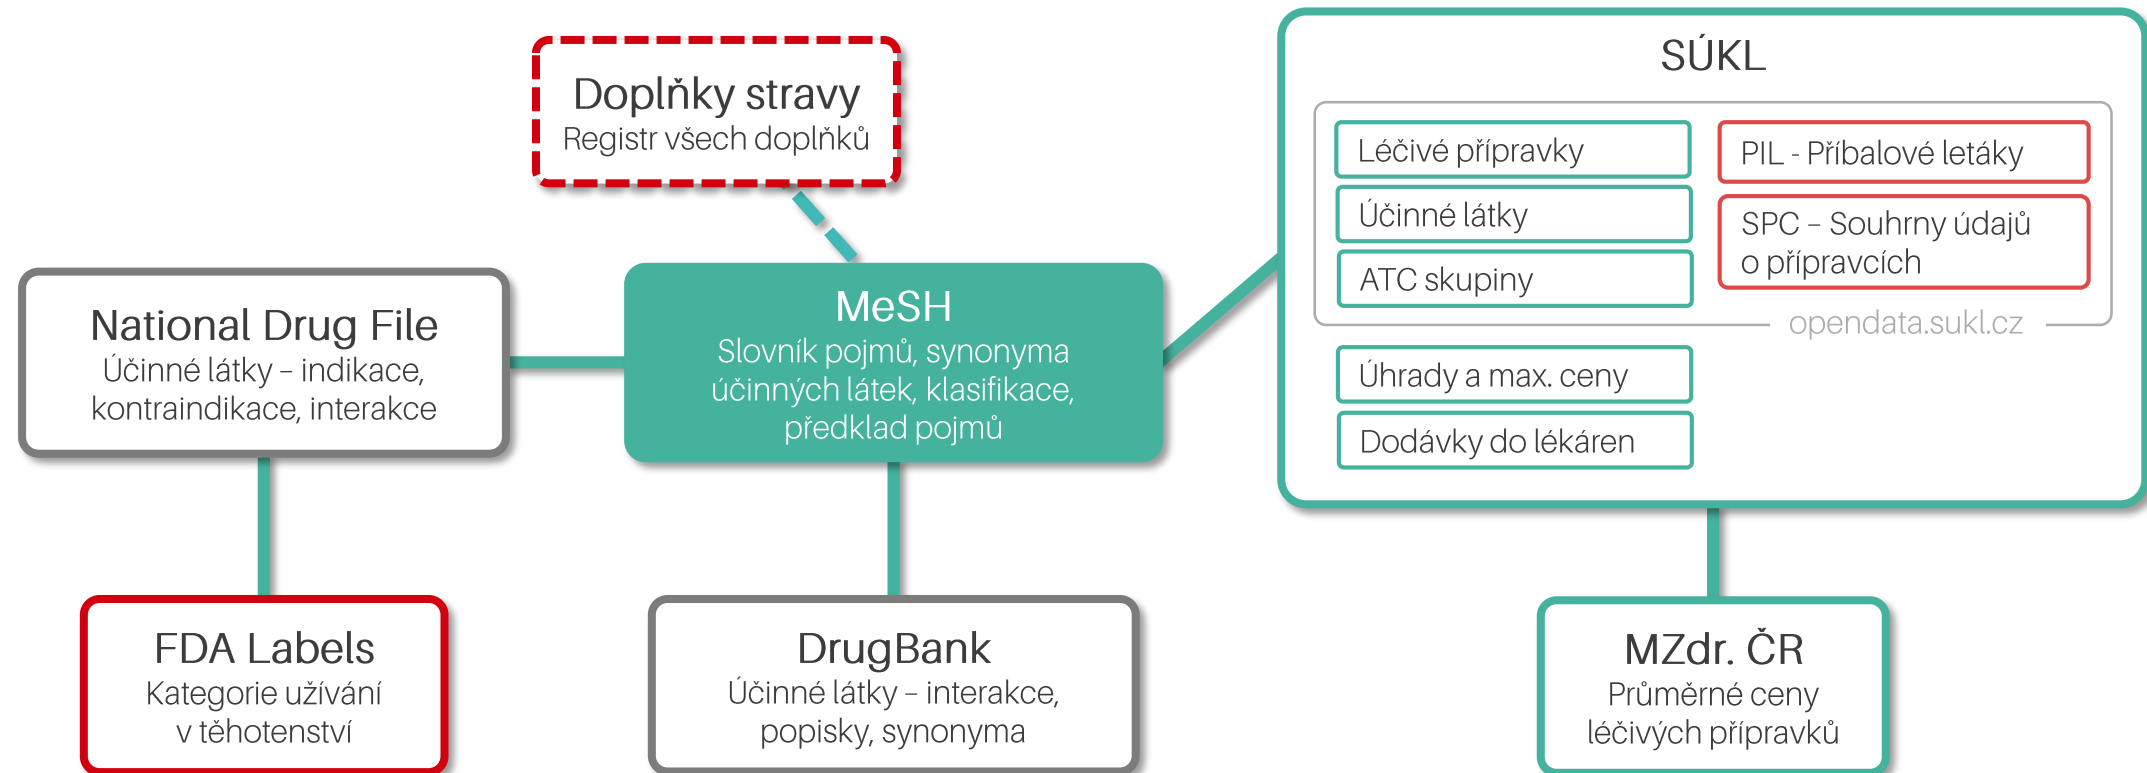 Doplňky stravy
Registr všech doplňků
SÚKL
Léčivé přípravky
Účinné látky
ATC skupiny
PIL - Příbalové letáky
SPC – Souhrny údajů
o přípravcích
opendata.sukl.cz
Úhrady a max. ceny
Dodávky do lékáren
National Drug File
Účinné látky – indikace,
kontraindikace, interakce
MeSH
Slovník pojmů, synonyma
účinných látek, klasifikace,
předklad pojmů
FDA Labels
Kategorie užívání
v těhotenství
DrugBank
Účinné látky – interakce,
popisky, synonyma
MZdr. ČR
Průměrné ceny
léčivých přípravků